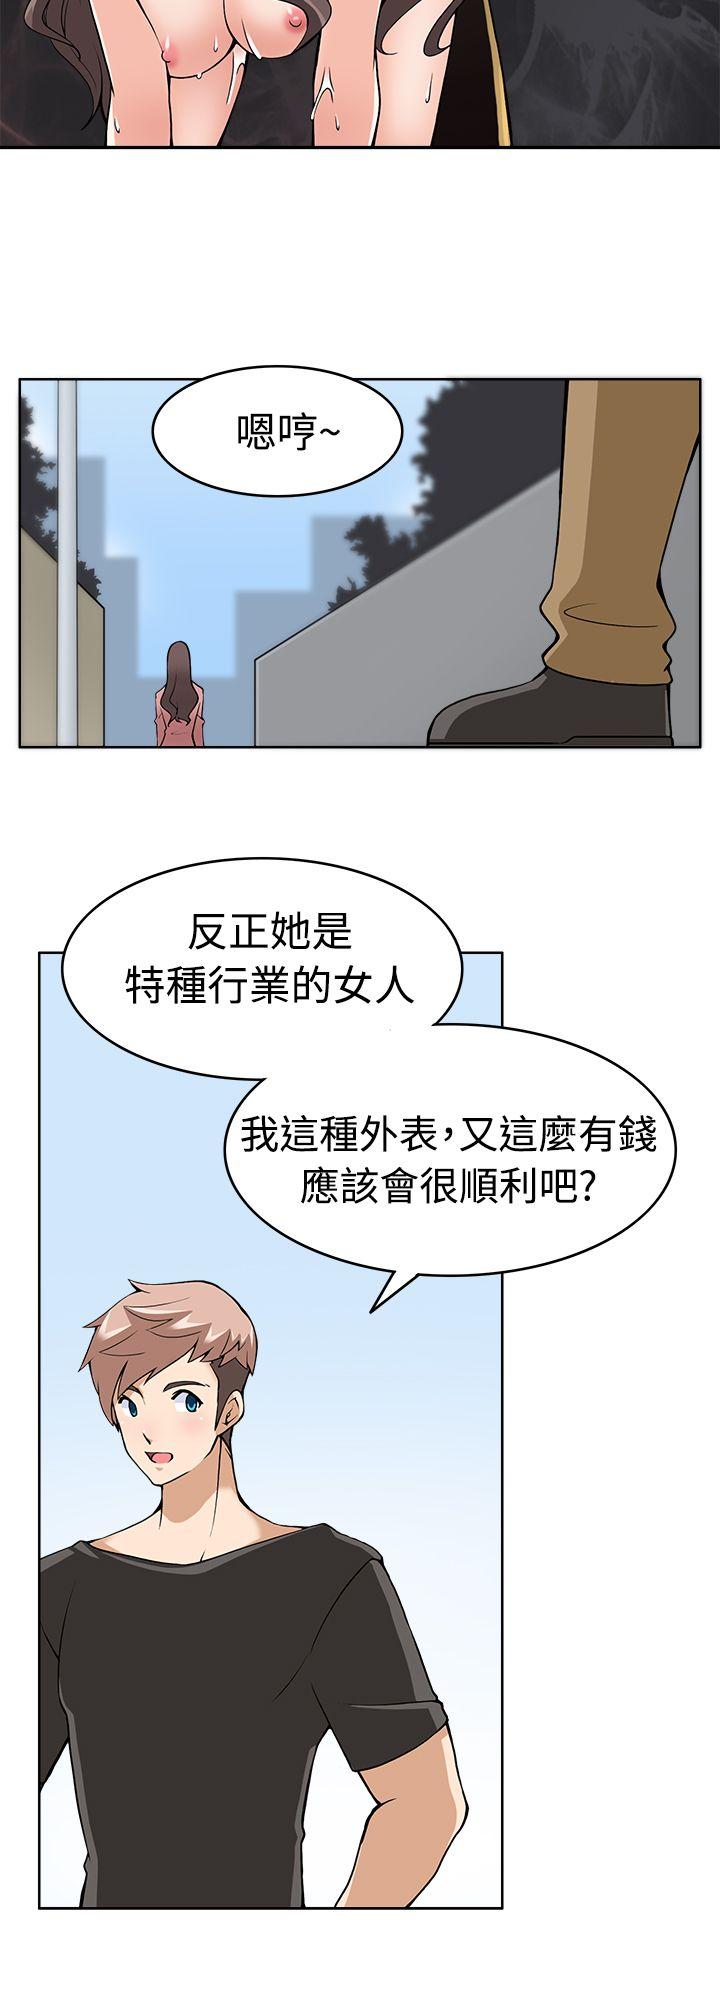 嗯哼~
反正她是
特種行業的女人
我這種外表，又這麼有錢
應該會很順利吧？